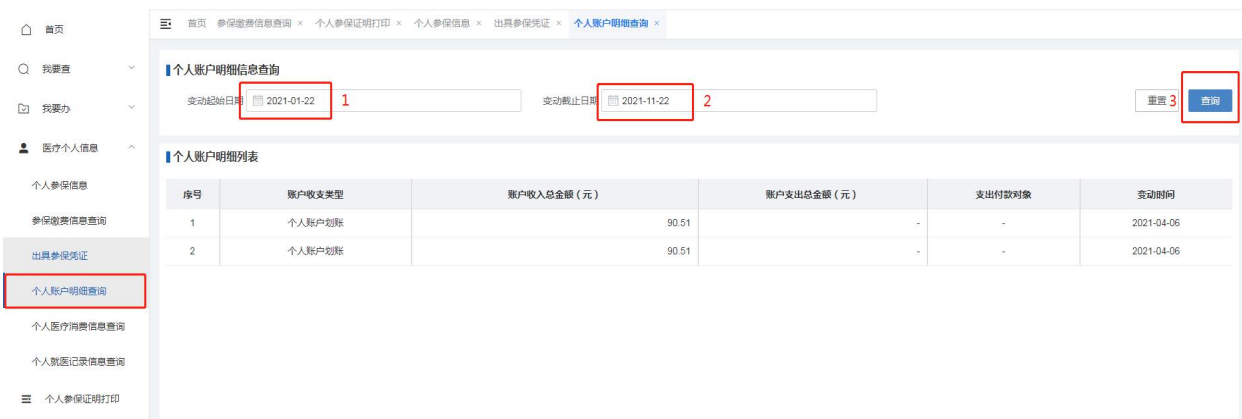 首页
我要查
我要办
医疗个人信息
个人参保信息
参保缴费信息查询
出具参保凭证
个人账户明细查询
个人医疗消费信息查询
个人就医记录信息查询
个人参保证明打印
首页 参保缴费信息查询 × 个人参保证明打印 × 个人参保信息 × 出具参保凭证 × 个人账户明细查询 ×
个人账户明细信息查询
变动起始日期 2021-01-22 1 变动截止日期 2021-11-22 2 重置 3 查询
个人账户明细列表
序号 账户收支类型 账户收入总金额(元) 账户支出总金额(元) 支出付款对象 变动时间
1 个人账户划账 90.51 - - 2021-04-06
2 个人账户划账 90.51 - - 2021-04-06